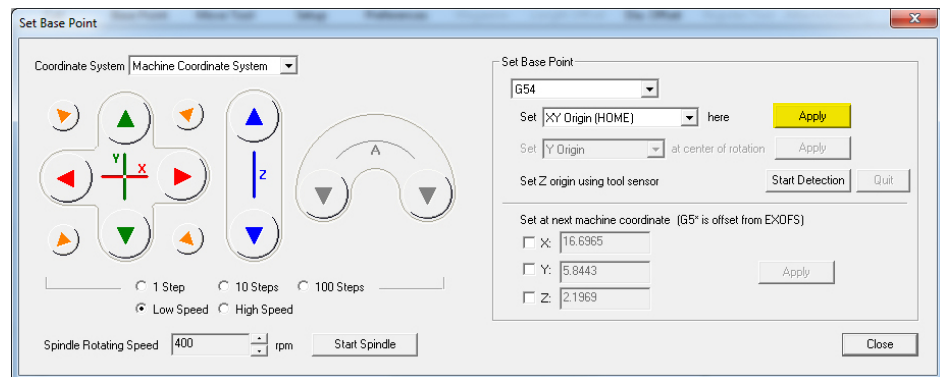 Set Base Point
Coordinate System Machine Coordinate System
Y
X
Z
A
1 Step 10 Steps 100 Steps
Low Speed High Speed
Spindle Rotating Speed 400 rpm Start Spindle
Set Base Point
G54
Set XY Origin (HOME) here Apply
Set Y Origin at center of rotation Apply
Set Z origin using tool sensor Start Detection Quit
Set at next machine coordinate (G5* is offset from EXOFS)
X: 16.6965
Y: 5.8443 Apply
Z: 2.1969
Close